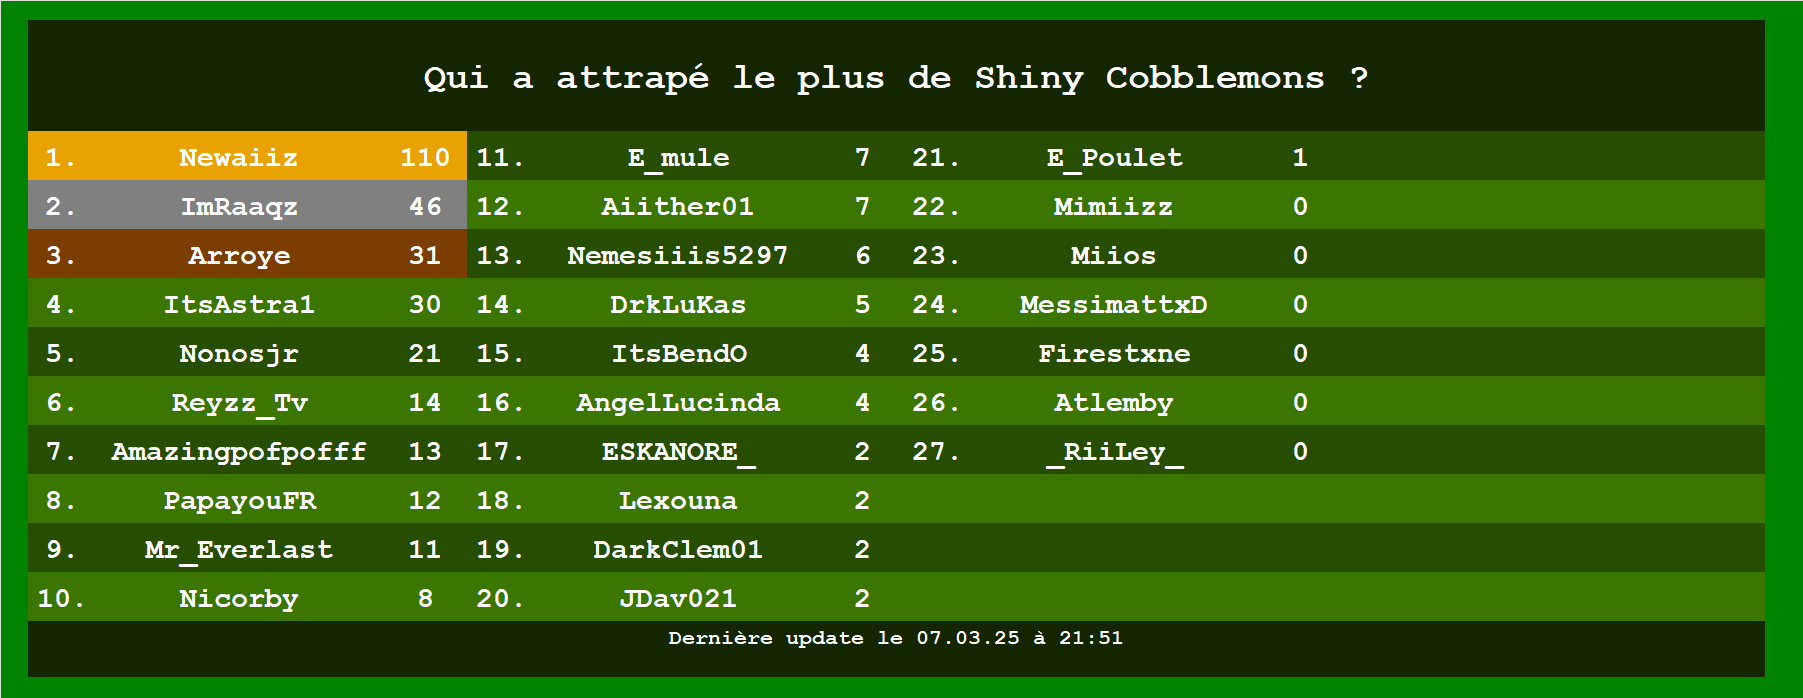 Qui a attrapé le plus de Shiny Cobblemons ?
1. Newaiiz 110 11. E_mule 7 21. E_Poulet 1
2. ImRaaqz 46 12. Aiither01 7 22. Mimiizz 0
3. Arroye 31 13. Nemesiiis5297 6 23. Miios 0
4. ItsAstra1 30 14. DrkLuKas 5 24. MessimattxD 0
5. Nonosjr 21 15. ItsBendO 4 25. Firestxne 0
6. Reyzz_Tv 14 16. AngelLucinda 4 26. Atlemby 0
7. Amazingpofpofff 13 17. ESKANORE_ 2 27. _RiiLey_ 0
8. PapayouFR 12 18. Lexouna 2
9. Mr_Everlast 11 19. DarkClem01 2
10. Nicorby 8 20. JDav021 2
Dernière update le 07.03.25 à 21:51